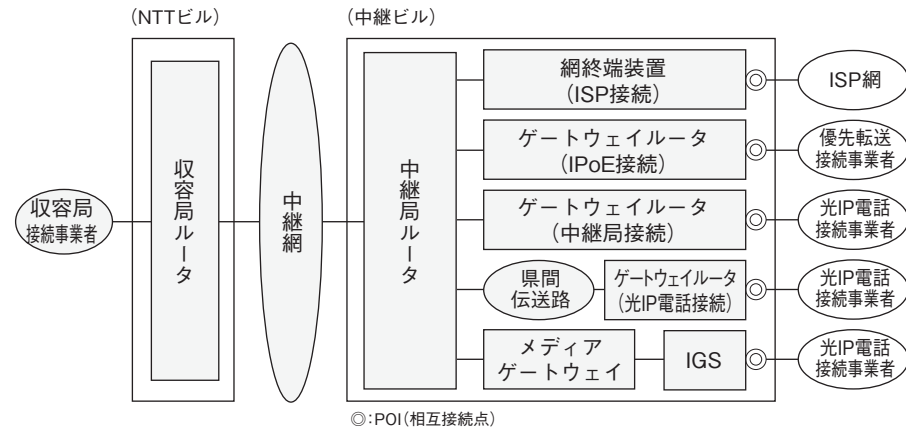 （NTTビル）
（中継ビル）
収容局
接続事業者
収容局ルータ
中継網
中継局ルータ
網終端装置
（ISP接続）
ISP網
ゲートウェイルータ
（IPoE接続）
優先転送
接続事業者
ゲートウェイルータ
（中継局接続）
光IP電話
接続事業者
県間
伝送路
ゲートウェイルータ
（光IP電話接続）
光IP電話
接続事業者
メディア
ゲートウェイ
IGS
光IP電話
接続事業者
◎：POI（相互接続点）